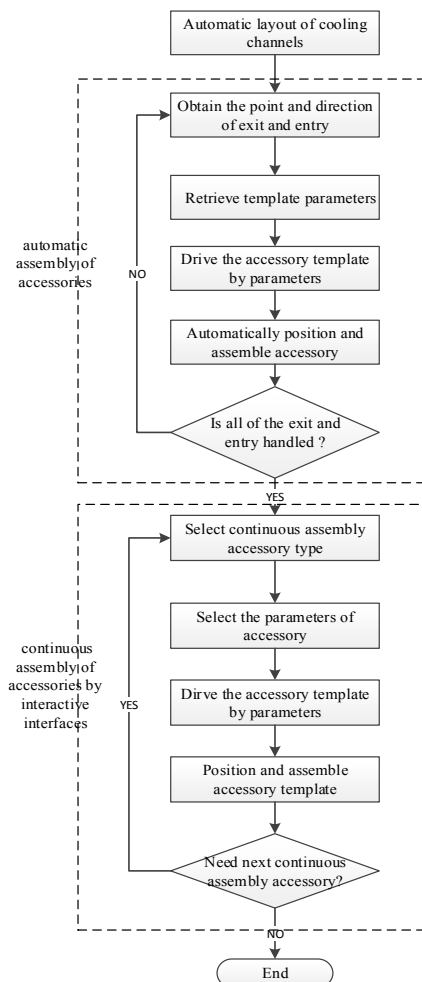 Automatic layout of cooling
channels
Obtain the point and direction
of exit and entry
Retrieve template parameters
automatic
assembly of
accessories
NO
Drive the accessory template
by parameters
Automatically position and
assemble accessory
Is all of the exit and
entry handled ?
YES
Select continuous assembly
accessory type
Select the parameters of
accessory
continuous
assembly of
accessories by
interactive
interfaces
YES
Dirve the accessory template
by parameters
Position and assemble
accessory template
Need next continuous
assembly accessory?
NO
End